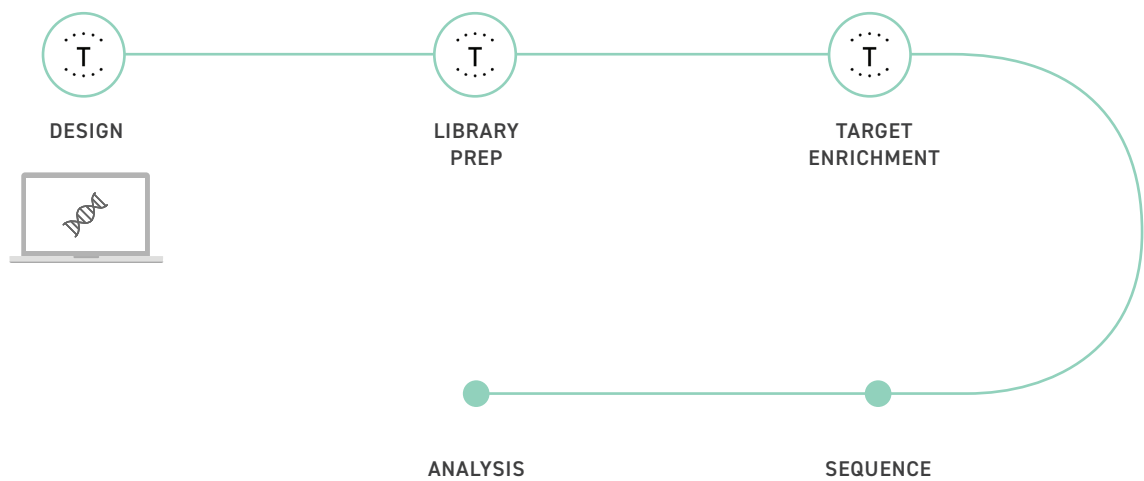 T
T
T
DESIGN
LIBRARY
PREP
TARGET
ENRICHMENT
ANALYSIS
SEQUENCE